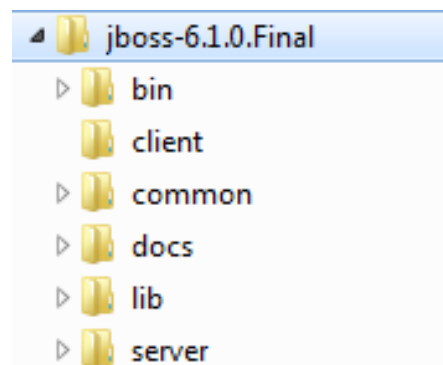 jboss-6.1.0.Final
bin
client
common
docs
lib
server